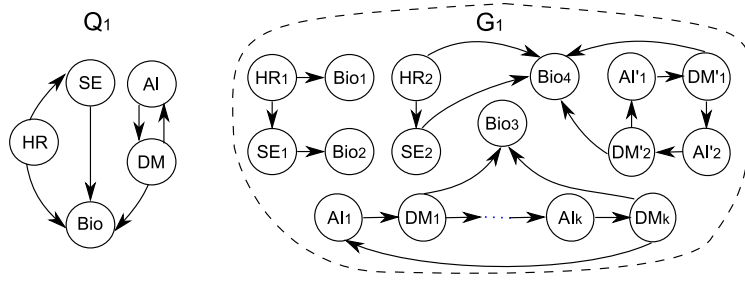 Q1
G1
SE
AI
HR
DM
Bio
HR1
Bio1
HR2
Bio4
AI'1
DM'1
Bio3
SE1
Bio2
SE2
DM'2
AI'2
AI1
DM1
.....
AIk
DMk